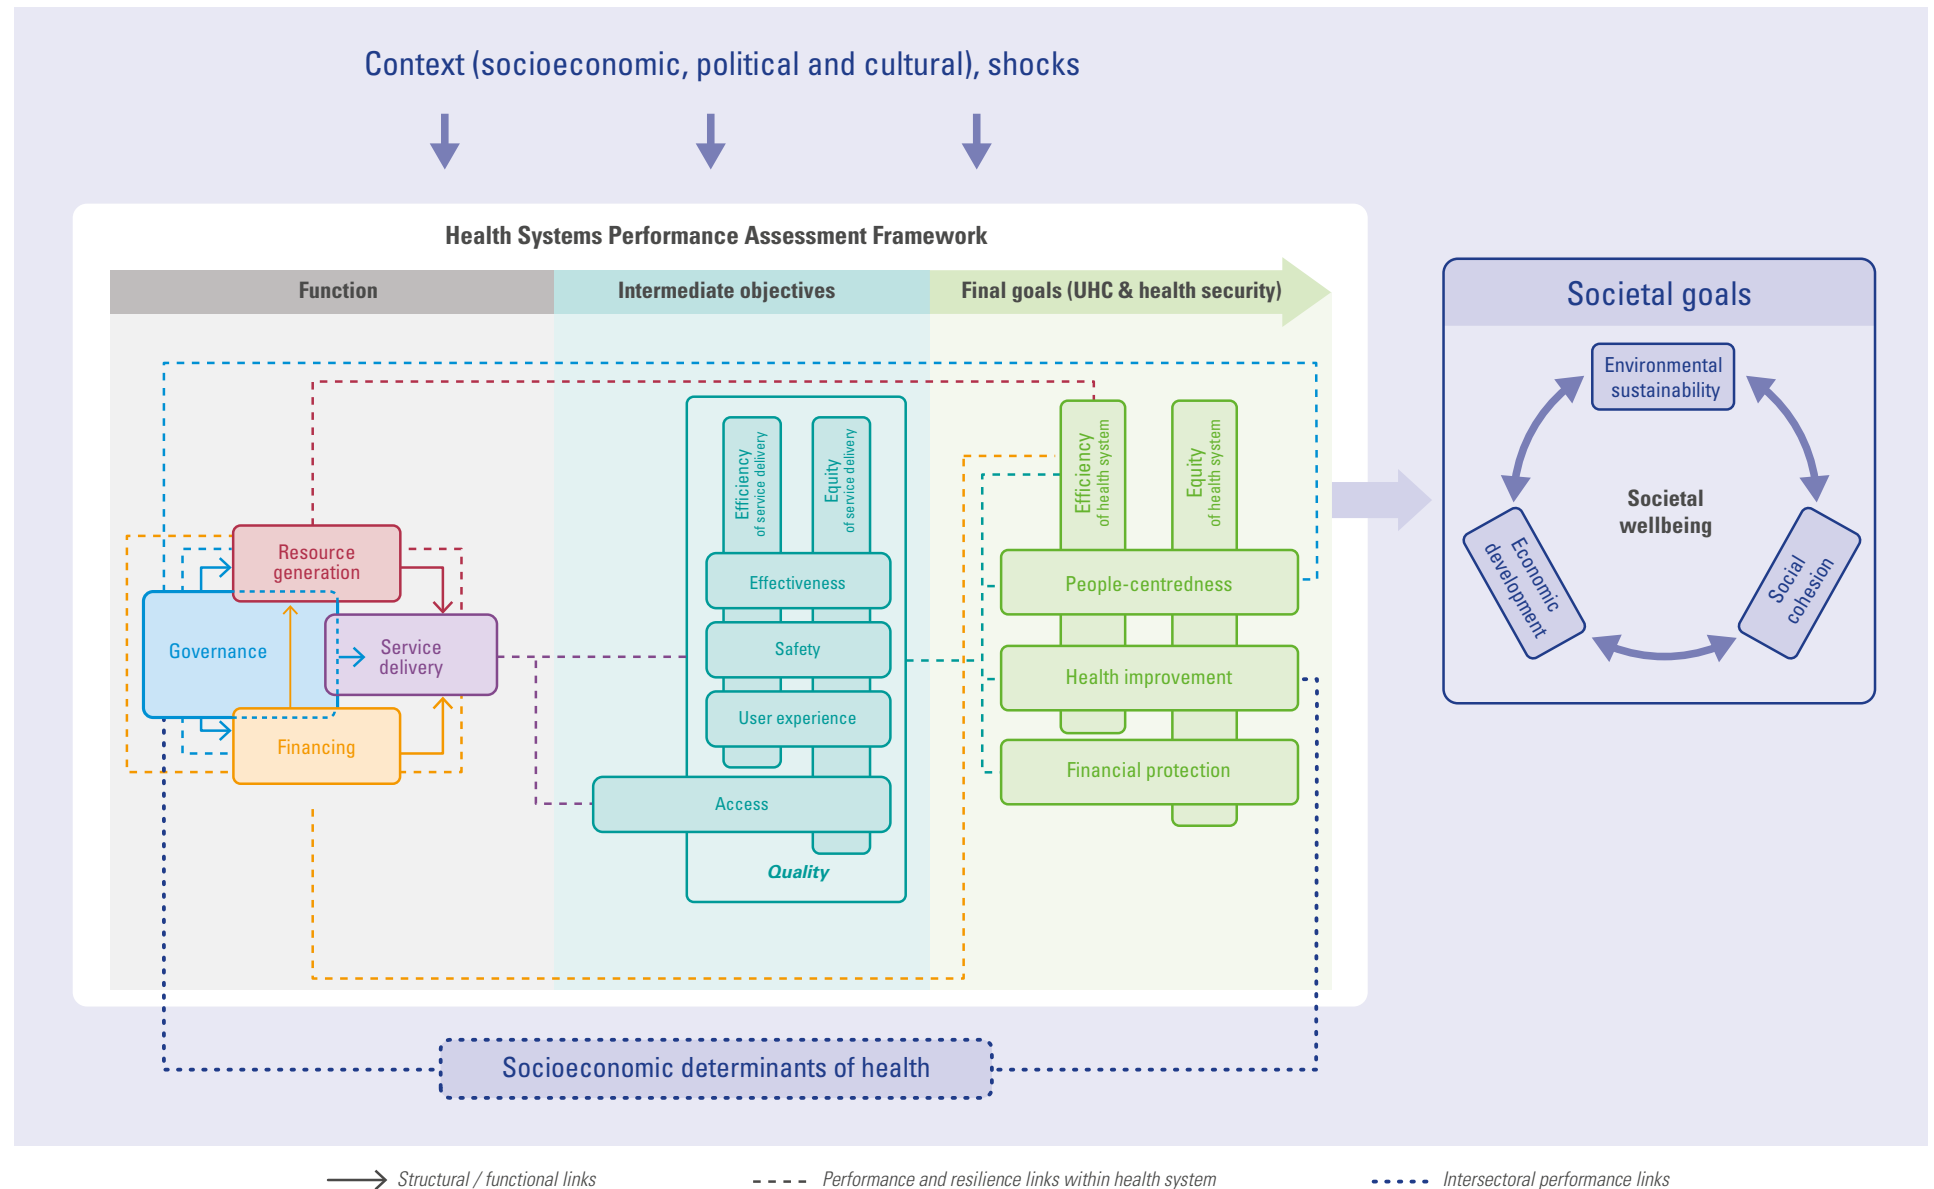 Context (socioeconomic, political and cultural), shocks
Health Systems Performance Assessment Framework
Function
Intermediate objectives
Final goals (UHC & health security)
Resource
generation
Governance
Service
delivery
Financing
Efficiency
of service delivery
Equity
of service delivery
Effectiveness
Safety
User experience
Access
Quality
Efficiency
of health system
Equity
of health system
People-centredness
Health improvement
Financial protection
Societal goals
Environmental
sustainability
Societal
wellbeing
Economic
development
Social
cohesion
Socioeconomic determinants of health
Structural / functional links
Performance and resilience links within health system
Intersectoral performance links